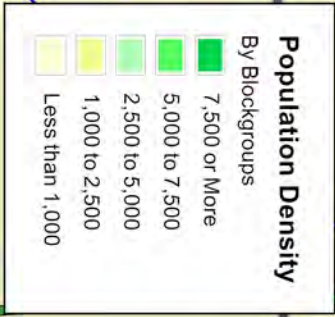 Population Density
By Blockgroups
7,500 or More
5,000 to 7,500
2,500 to 5,000
1,000 to 2,500
Less than 1,000